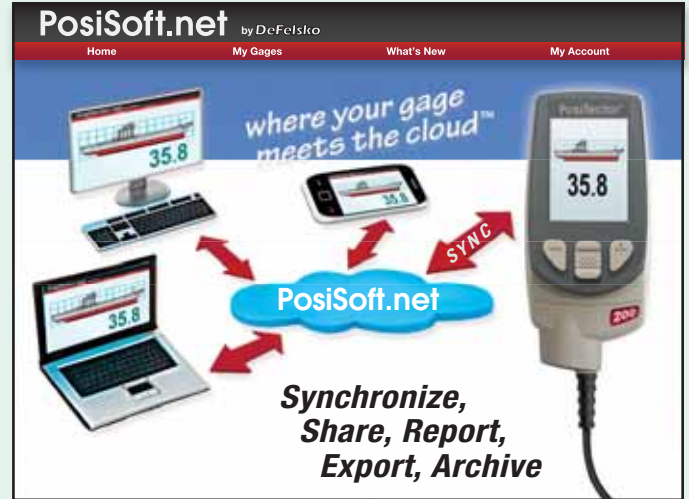 PosiSoft.net by DeFelsko
Home My Gages What's New My Account
where your gage
meets the cloud™
35.8
35.8
35.8
35.8
PosiTector
SYNC
200
PosiSoft.net
Synchronize,
Share, Report,
Export, Archive